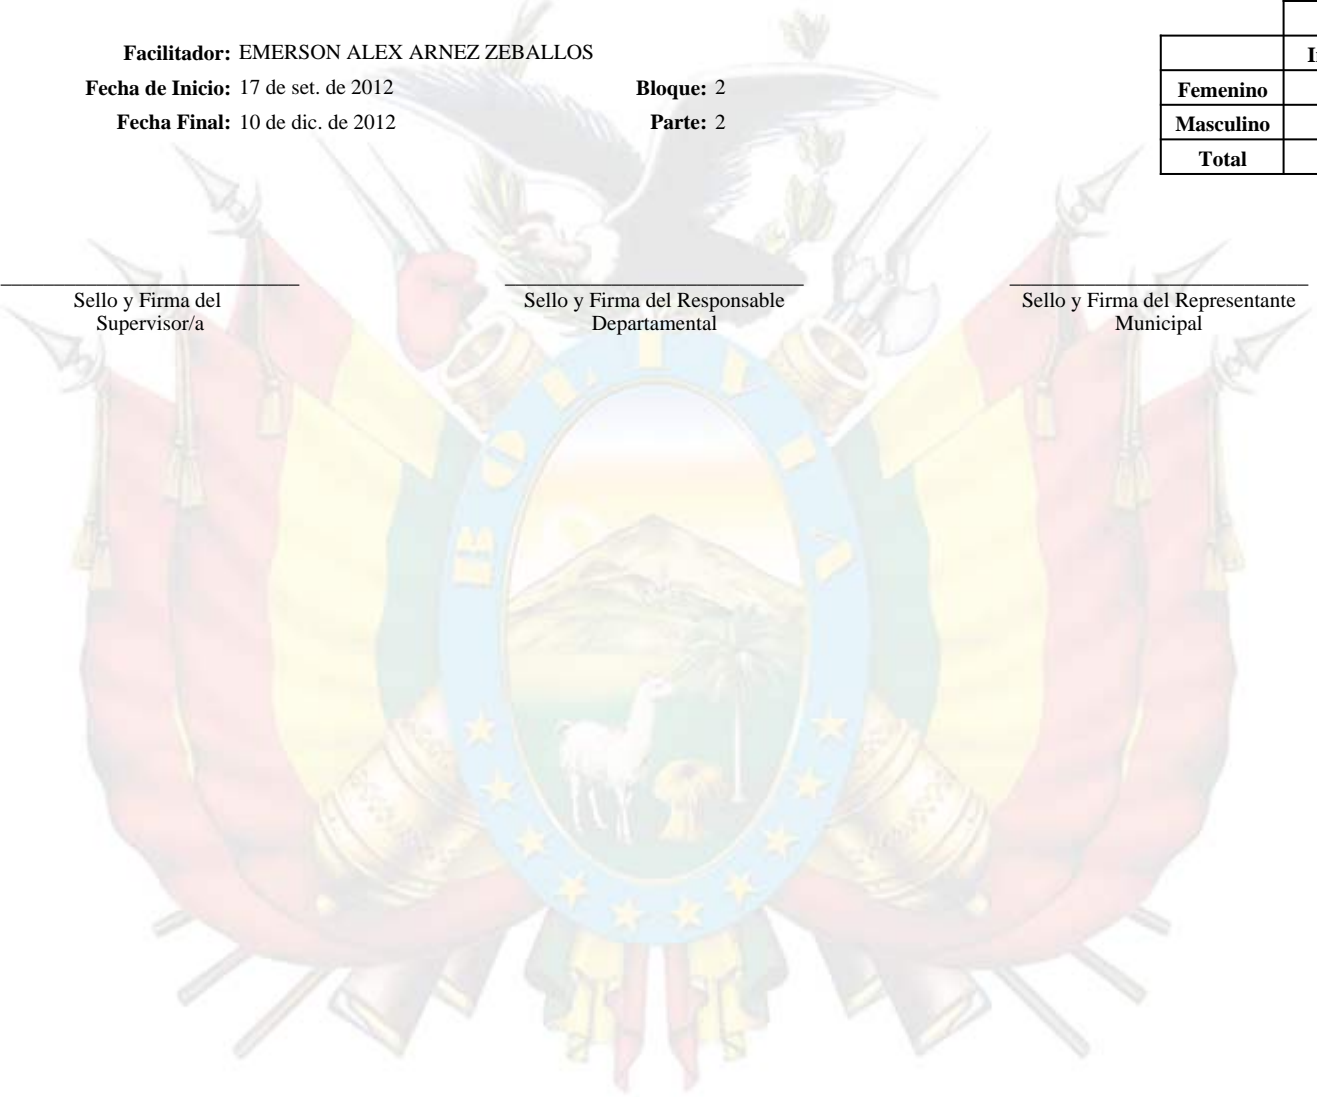 Facilitador: EMERSON ALEX ARNEZ ZEBALLOS
Fecha de Inicio: 17 de set. de 2012 Bloque: 2
Fecha Final: 10 de dic. de 2012 Parte: 2
Femenino
Masculino
Total
Sello y Firma del
Supervisor/a
Sello y Firma del Responsable
Departamental
Sello y Firma del Representante
Municipal
BOLIVIA